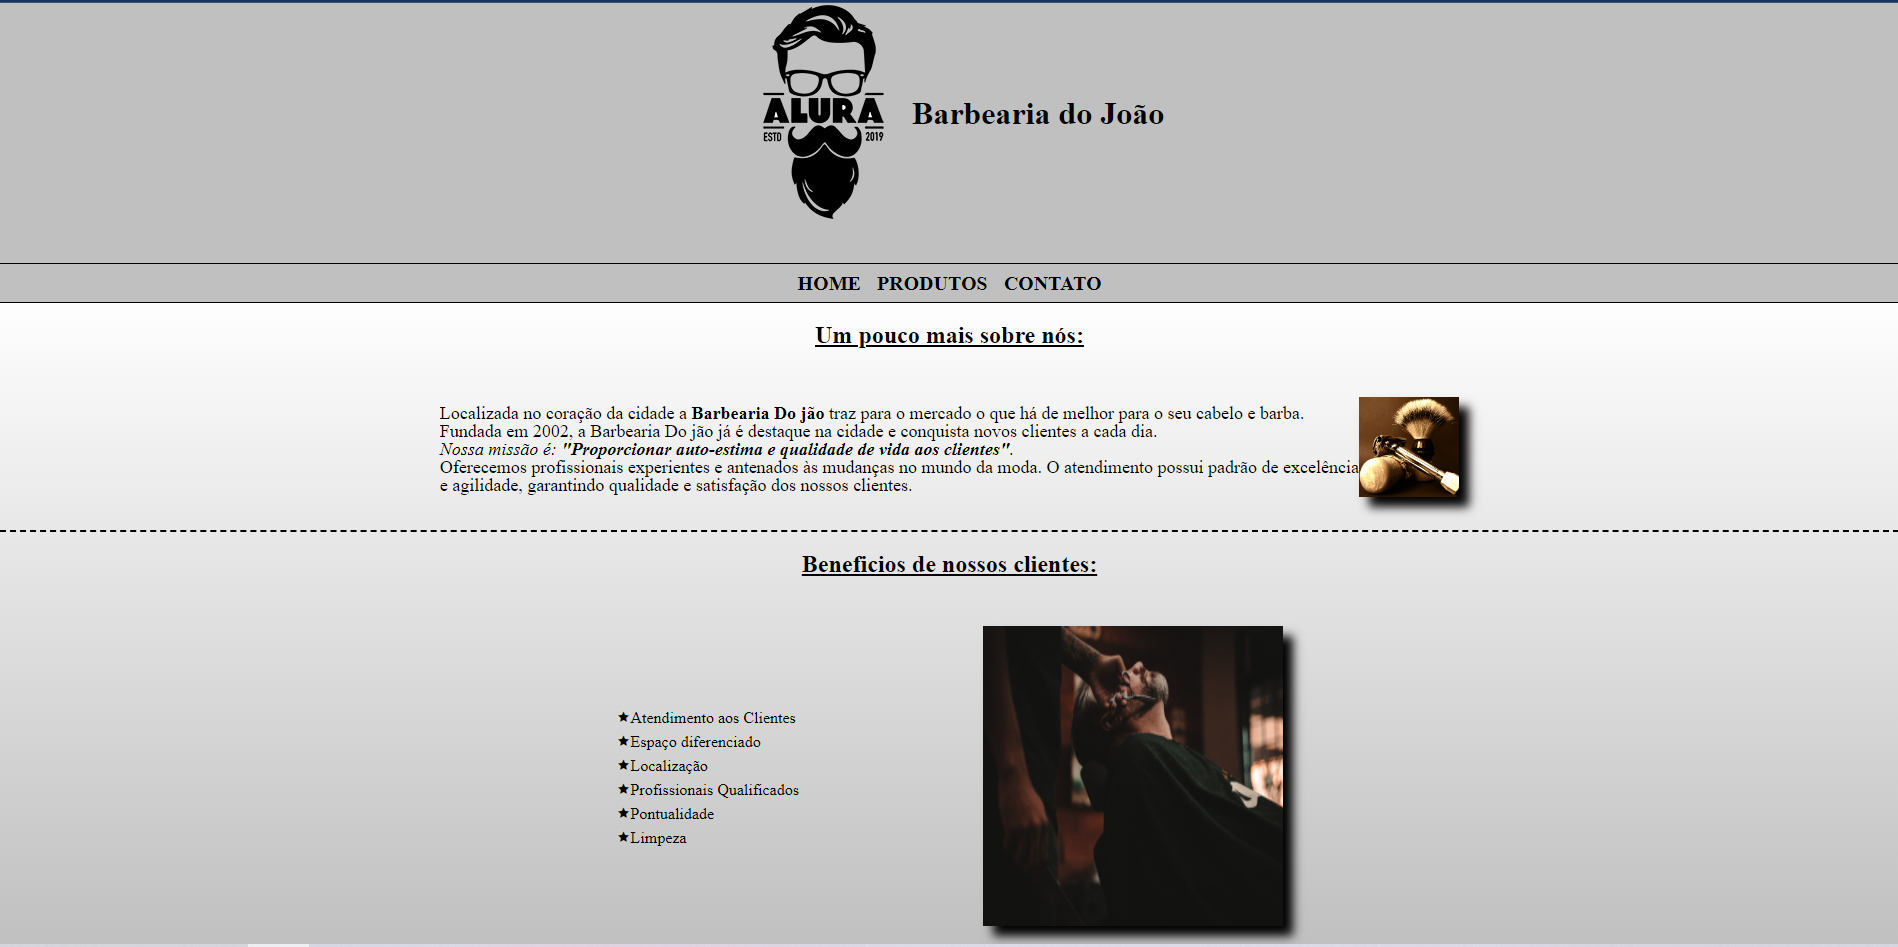 ALURA
ESTD 2019
Barbearia do João
HOME PRODUTOS CONTATO
Um pouco mais sobre nós:
Localizada no coração da cidade a Barbearia Do jão traz para o mercado o que há de melhor para o seu cabelo e barba.
Fundada em 2002, a Barbearia Do jão já é destaque na cidade e conquista novos clientes a cada dia.
Nossa missão é: "Proporcionar auto-estima e qualidade de vida aos clientes".
Oferecemos profissionais experientes e antenados às mudanças no mundo da moda. O atendimento possui padrão de excelência
e agilidade, garantindo qualidade e satisfação dos nossos clientes.
Beneficios de nossos clientes:
★Atendimento aos Clientes
★Espaço diferenciado
★Localização
★Profissionais Qualificados
★Pontualidade
★Limpeza